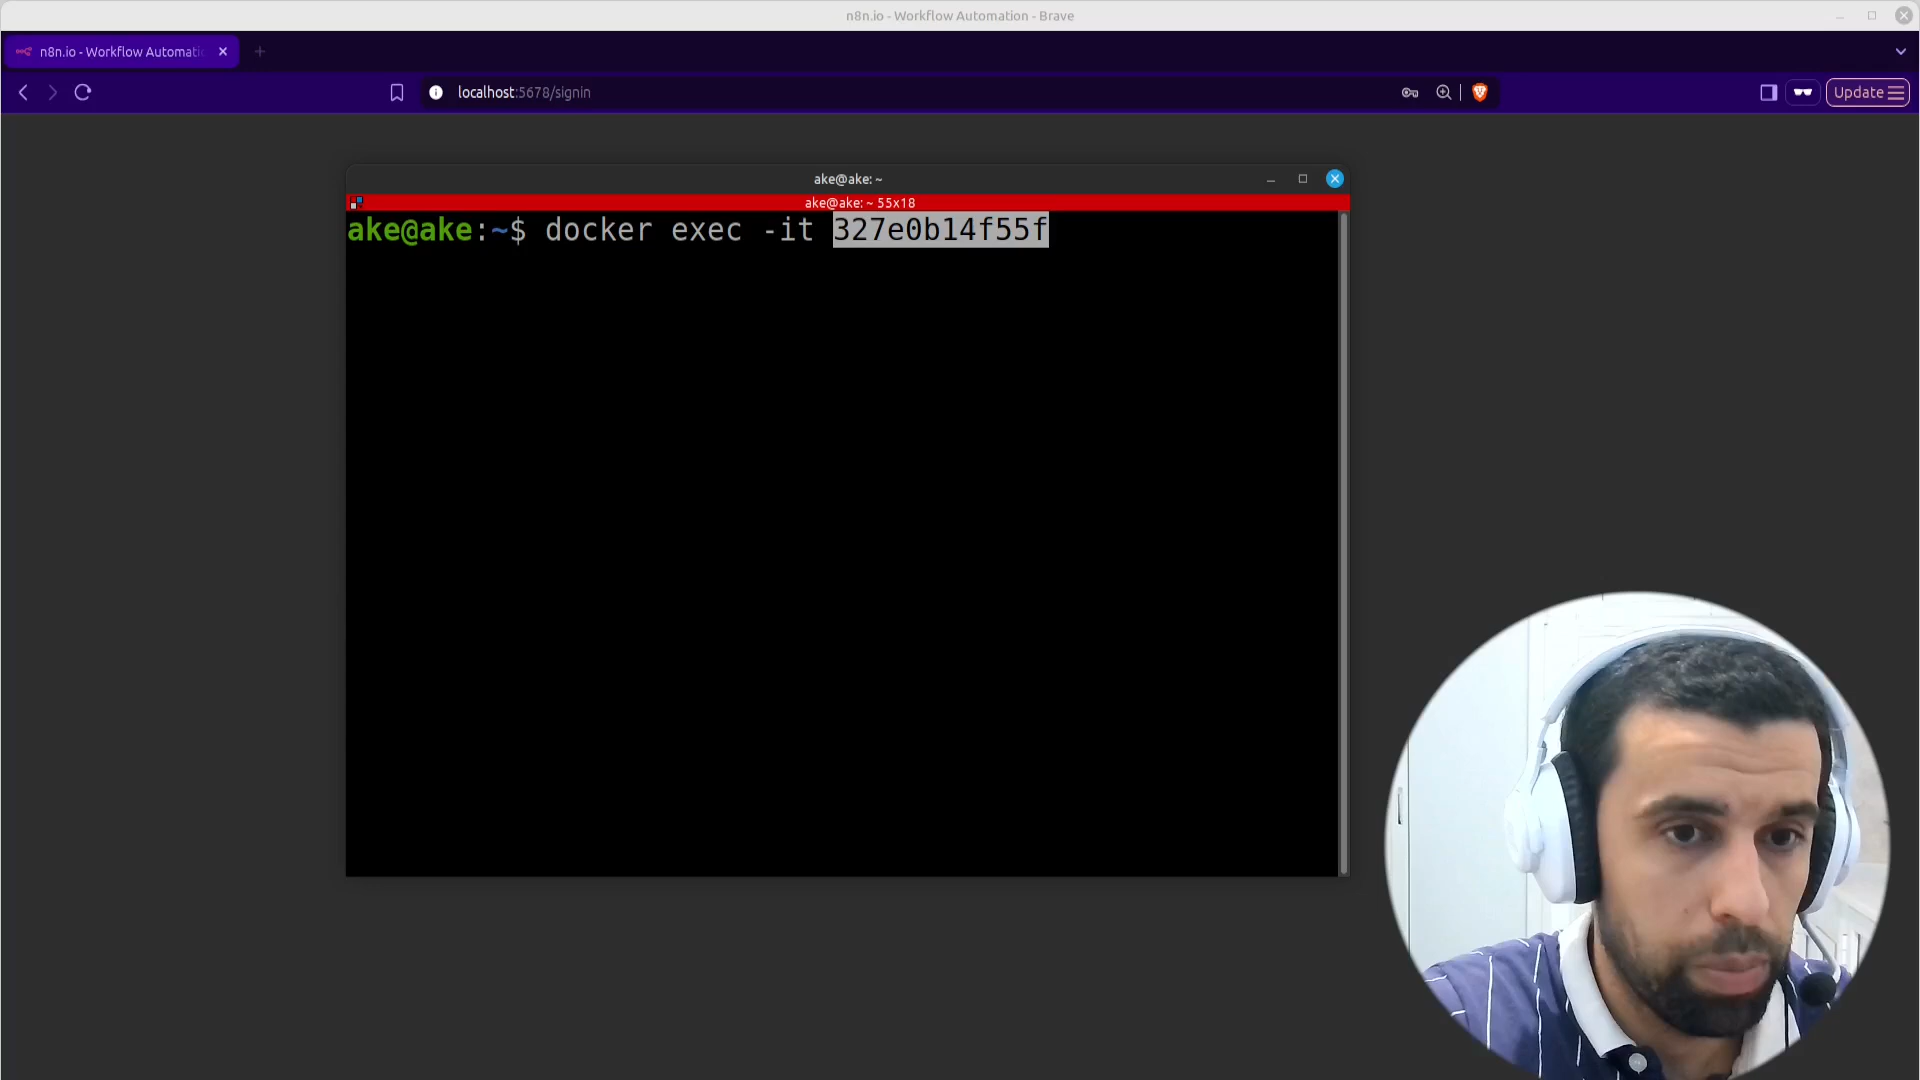 n8n.io - Workflow Automation - Brave
n8n.io - Workflow Automati
localhost:5678/signin
Update
ake@ake: ~
ake@ake: ~ 55x18
ake@ake:~$ docker exec -it 327e0b14f55f